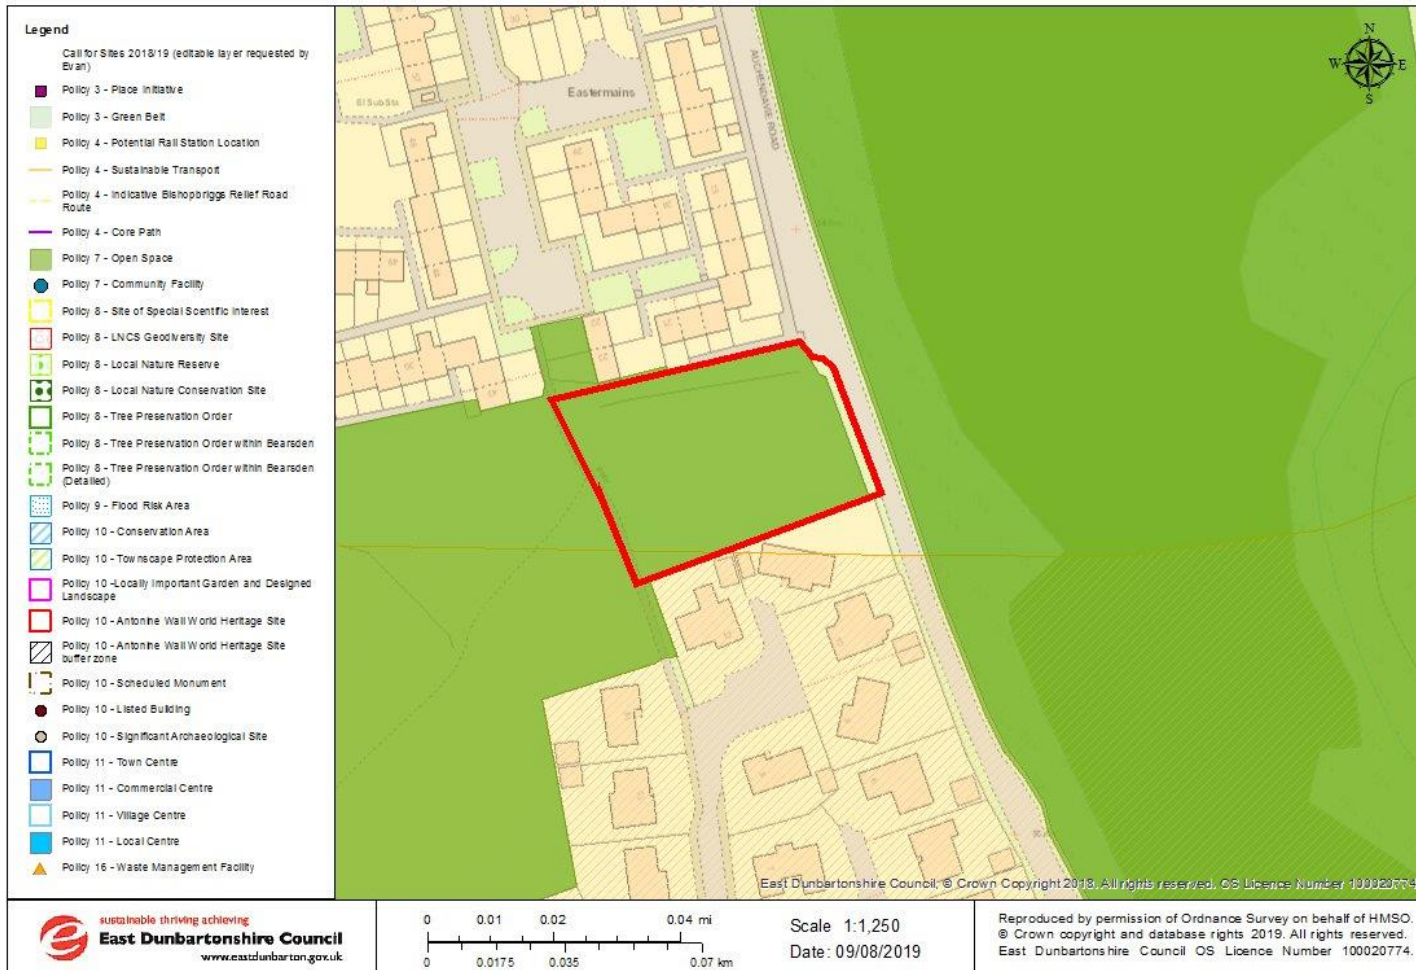 Legend
Call for Sites 2018/19 (editable layer requested by
Evan)
Policy 3 - Place Initiative
Policy 3 - Green Belt
Policy 4 - Potential Rail Station Location
Policy 4 - Sustainable Transport
Policy 4 - Indicative Bishopbriggs Relief Road
Route
Policy 4 - Core Path
Policy 7 - Open Space
Policy 7 - Community Facility
Policy 8 - Site of Special Scientific Interest
Policy 8 - LNCS Geodiversity Site
Policy 8 - Local Nature Reserve
Policy 8 - Local Nature Conservation Site
Policy 8 - Tree Preservation Order
Policy 8 - Tree Preservation Order within Bearsden
Policy 8 - Tree Preservation Order within Bearsden
(Detailed)
Policy 9 - Flood Risk Area
Policy 10 - Conservation Area
Policy 10 - Townscape Protection Area
Policy 10 -Locally Important Garden and Designed
Landscape
Policy 10 - Antonine Wall World Heritage Site
Policy 10 - Antonine Wall World Heritage Site
buffer zone
Policy 10 - Scheduled Monument
Policy 10 - Listed Building
Policy 10 - Significant Archaeological Site
Policy 11 - Town Centre
Policy 11 - Commercial Centre
Policy 11 - Village Centre
Policy 11 - Local Centre
Policy 16 - Waste Management Facility
El Sub Sta
Eastermains
AUCHENDAVIE ROAD
N
W E
S
East Dunbartonshire Council, © Crown Copyright 2018. All rights reserved. OS Licence Number 100020774
sustainable thriving achieving
East Dunbartonshire Council
www.eastdunbarton.gov.uk
0 0.01 0.02 0.04 mi
0 0.0175 0.035 0.07 km
Scale 1:1,250
Date: 09/08/2019
Reproduced by permission of Ordnance Survey on behalf of HMSO.
© Crown copyright and database rights 2019. All rights reserved.
East Dunbartonshire Council OS Licence Number 100020774.